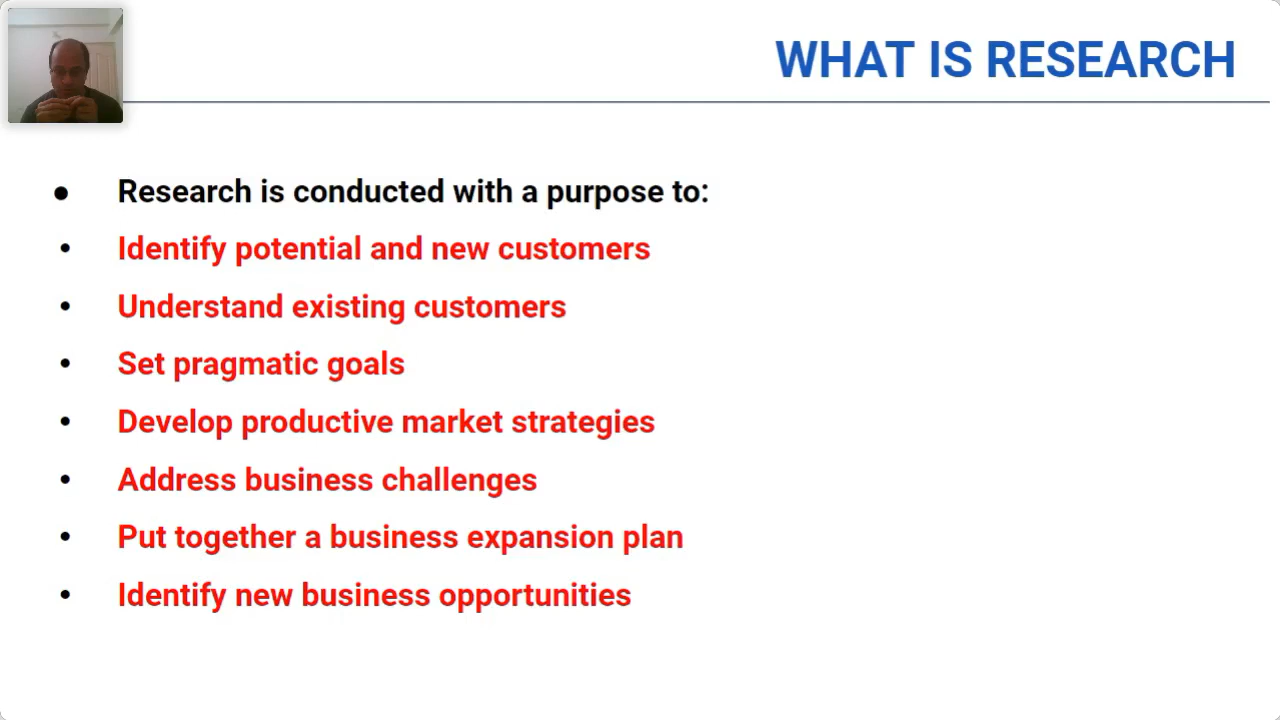 WHAT IS RESEARCH
● Research is conducted with a purpose to:
• Identify potential and new customers
• Understand existing customers
• Set pragmatic goals
• Develop productive market strategies
• Address business challenges
• Put together a business expansion plan
• Identify new business opportunities